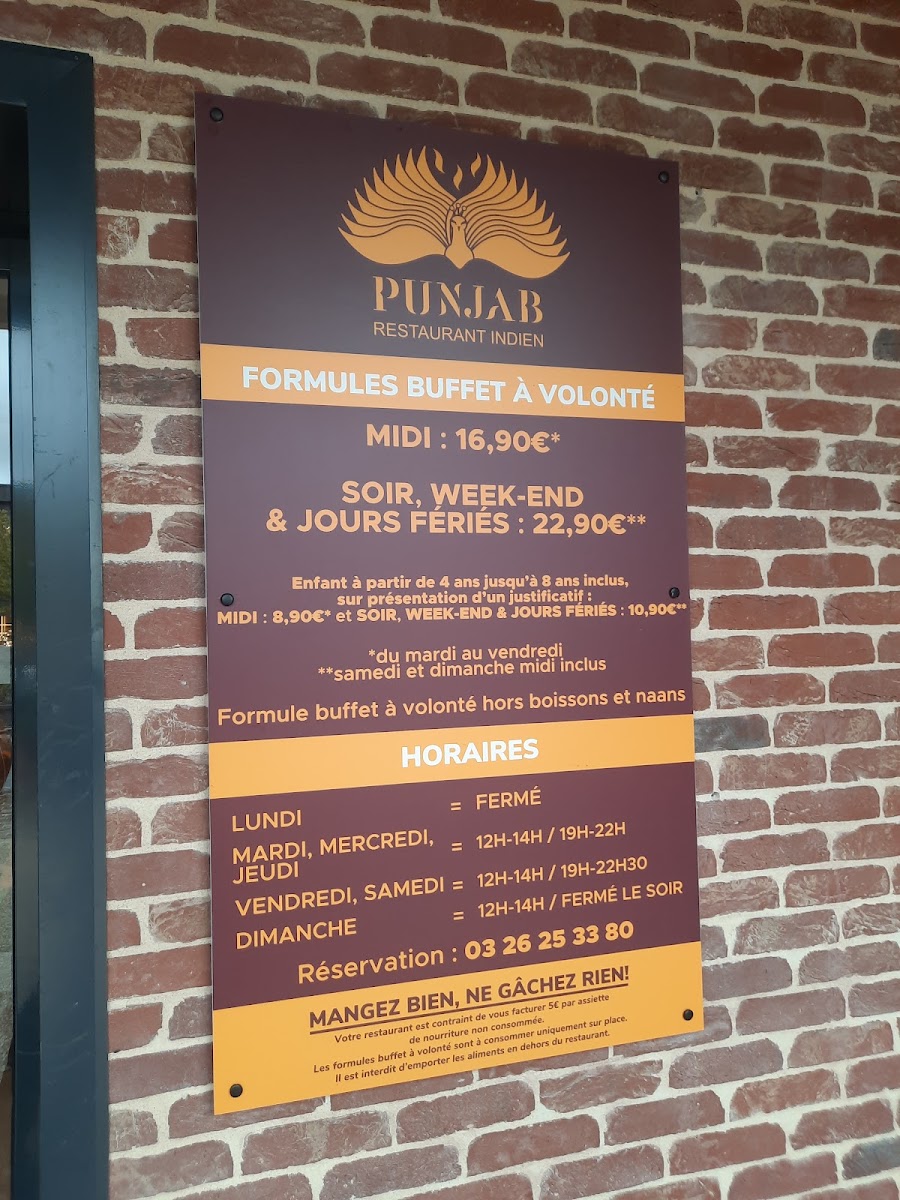 PUNJAB
RESTAURANT INDIEN
FORMULES BUFFET À VOLONTÉ
MIDI : 16,90€*
SOIR, WEEK-END
& JOURS FÉRIÉS : 22,90€**
Enfant à partir de 4 ans jusqu'à 8 ans inclus,
sur présentation d'un justificatif :
MIDI : 8,90€* et SOIR, WEEK-END & JOURS FÉRIÉS : 10,90€**
*du mardi au vendredi
**samedi et dimanche midi inclus
Formule buffet à volonté hors boissons et naans
HORAIRES
LUNDI = FERMÉ
MARDI, MERCREDI,
JEUDI = 12H-14H / 19H-22H
VENDREDI, SAMEDI = 12H-14H / 19H-22H30
DIMANCHE = 12H-14H / FERMÉ LE SOIR
Réservation : 03 26 25 33 80
MANGEZ BIEN, NE GÂCHEZ RIEN!
Votre restaurant est contraint de vous facturer 5€ par assiette
de nourriture non consommée.
Les formules buffet à volonté sont à consommer uniquement sur place.
Il est interdit d'emporter les aliments en dehors du restaurant.